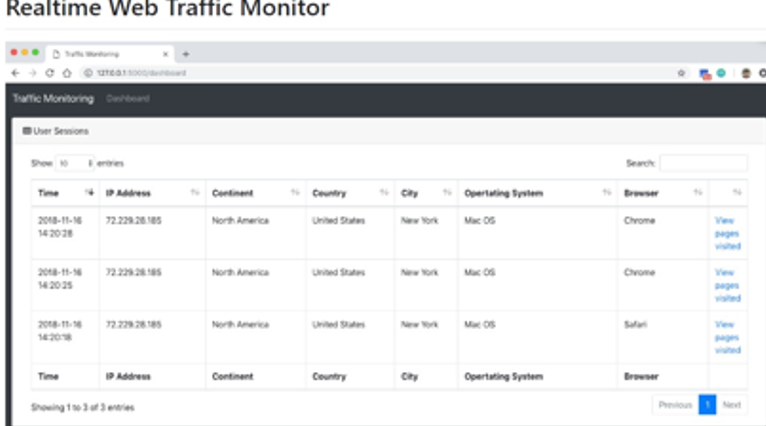 Realtime Web Traffic Monitor
Traffic Monitoring
127.0.0.1:5000/dashboard
Traffic Monitoring Dashboard
User Sessions
Show 10 entries Search:
Time IP Address Continent Country City Opertating System Browser
2018-11-16 14:20:28 72.229.28.185 North America United States New York Mac OS Chrome View pages visited
2018-11-16 14:20:25 72.229.28.185 North America United States New York Mac OS Chrome View pages visited
2018-11-16 14:20:18 72.229.28.185 North America United States New York Mac OS Safari View pages visited
Time IP Address Continent Country City Opertating System Browser
Showing 1 to 3 of 3 entries Previous 1 Next